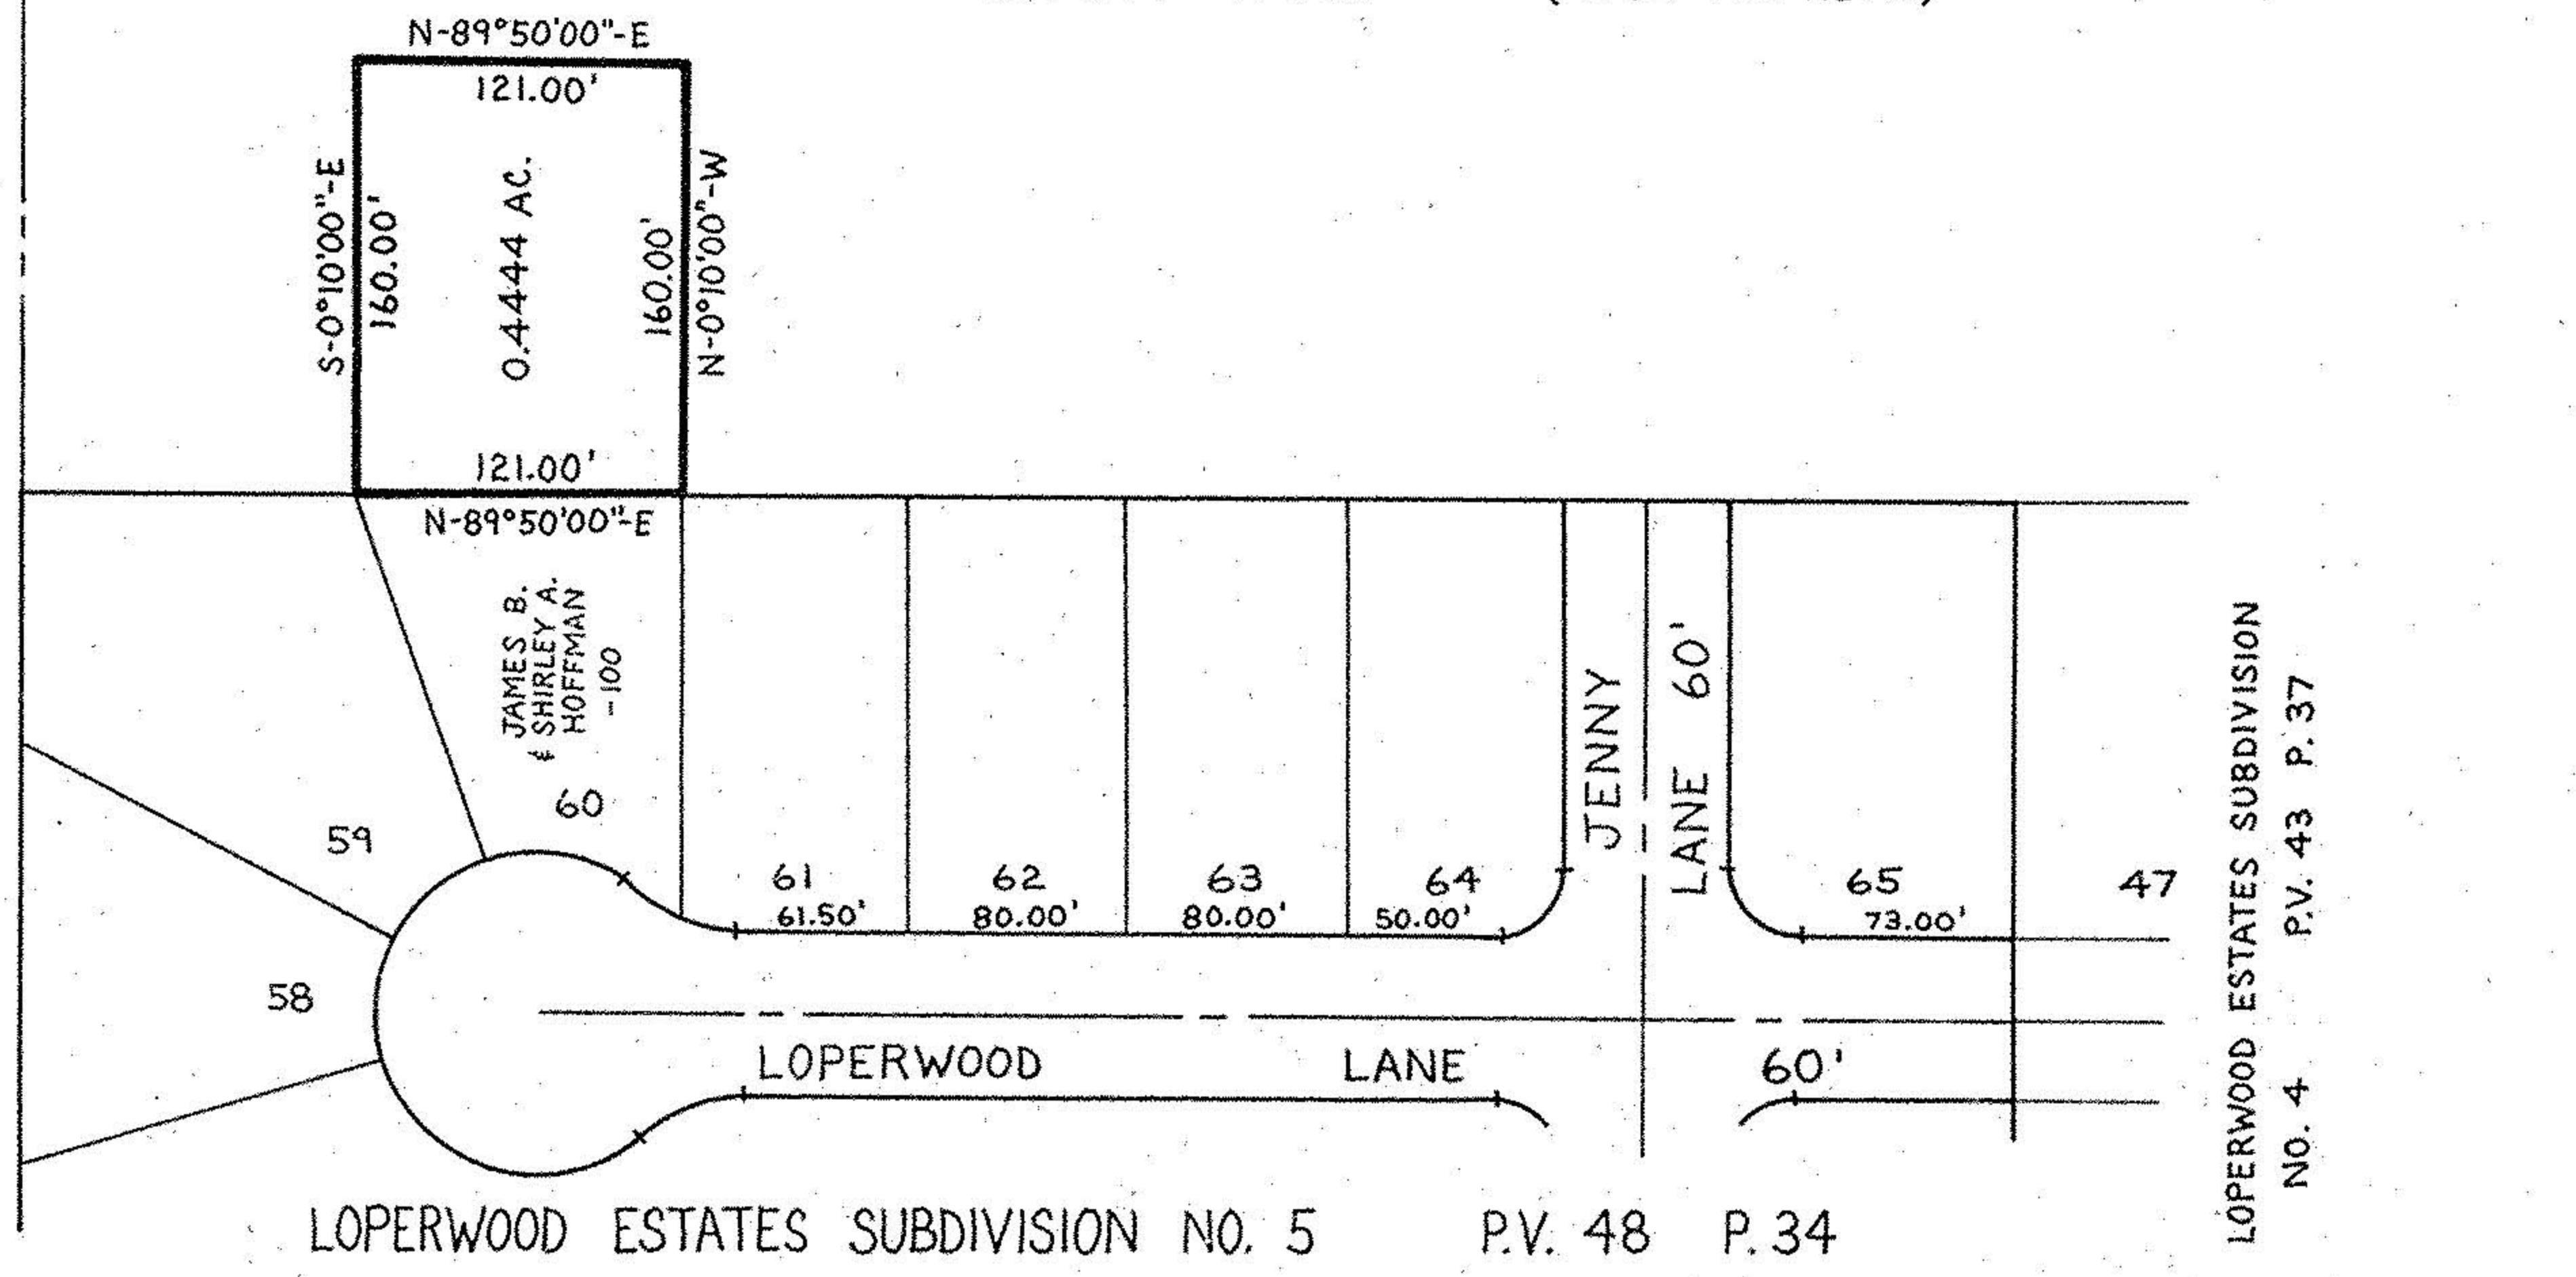 N-89°50'00"-E
121.00'
S-0°10'00"-E
160.00'
0.4444 AC.
160.00'
N-0°10'00"-W
121.00'
N-89°50'00"-E
JAMES B.
& SHIRLEY A.
HOFFMAN
-100
60
59
58
61
61.50'
62
80.00'
63
80.00'
64
50.00'
JENNY
LANE 60'
65
73.00'
47
LOPERWOOD LANE 60'
LOPERWOOD ESTATES SUBDIVISION NO. 5 P.V. 48 P. 34
LOPERWOOD ESTATES SUBDIVISION
NO. 4 P.V. 43 P. 37